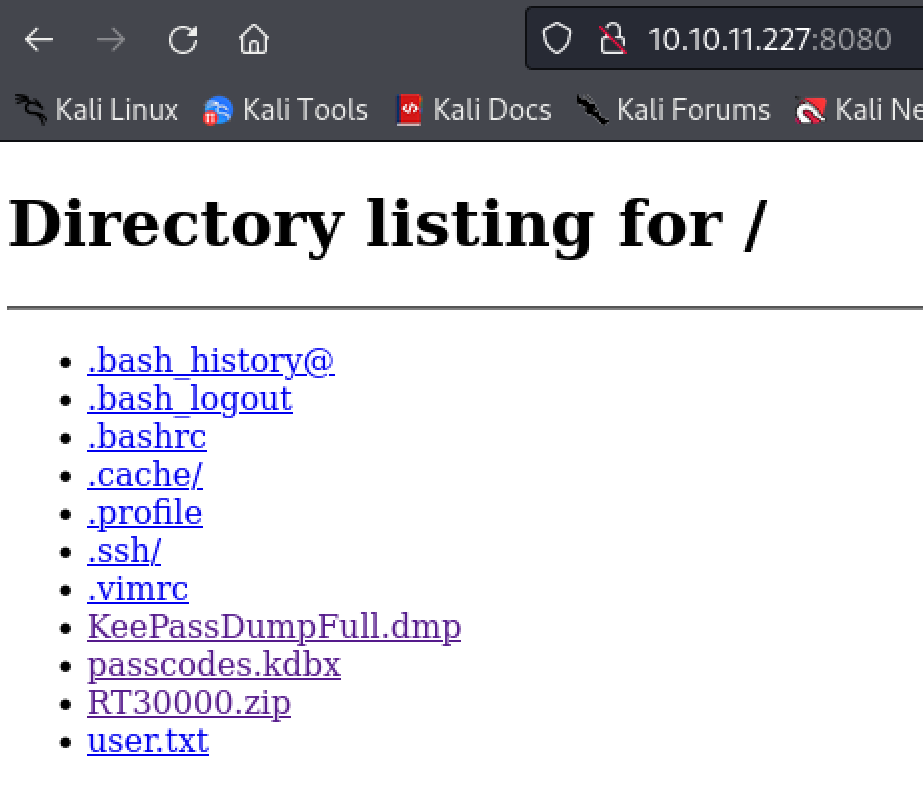 10.10.11.227:8080
Kali Linux Kali Tools Kali Docs Kali Forums Kali Ne
Directory listing for /
.bash_history@
.bash_logout
.bashrc
.cache/
.profile
.ssh/
.vimrc
KeePassDumpFull.dmp
passcodes.kdbx
RT30000.zip
user.txt